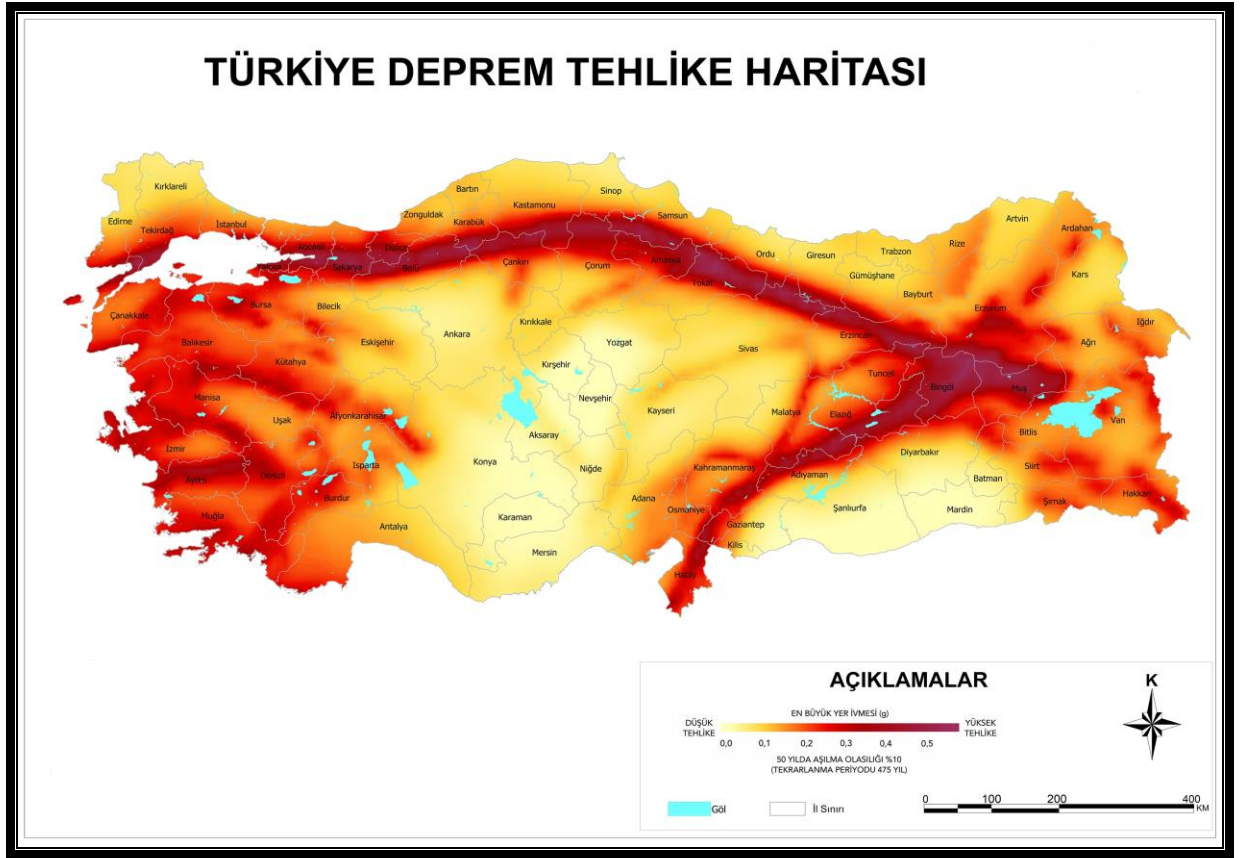 TÜRKİYE DEPREM TEHLİKE HARİTASI
Kırklareli
Edirne
Tekirdağ
İstanbul
Kocaeli
Yalova
Sakarya
Düzce
Bolu
Zonguldak
Bartın
Karabük
Kastamonu
Sinop
Samsun
Çankırı
Çorum
Amasya
Tokat
Ordu
Giresun
Trabzon
Gümüşhane
Bayburt
Rize
Artvin
Ardahan
Kars
Iğdır
Ağrı
Erzurum
Erzincan
Çanakkale
Bursa
Bilecik
Balıkesir
Kütahya
Eskişehir
Ankara
Kırıkkale
Kırşehir
Yozgat
Sivas
Tunceli
Bingöl
Muş
Manisa
Uşak
Afyonkarahisar
Nevşehir
Kayseri
Malatya
Elazığ
Bitlis
Van
İzmir
Aydın
Denizli
Isparta
Burdur
Konya
Aksaray
Niğde
Kahramanmaraş
Adıyaman
Diyarbakır
Batman
Siirt
Şırnak
Hakkari
Muğla
Antalya
Karaman
Mersin
Adana
Osmaniye
Gaziantep
Kilis
Hatay
Şanlıurfa
Mardin
AÇIKLAMALAR
K
EN BÜYÜK YER İVMESİ (g)
DÜŞÜK
TEHLİKE
YÜKSEK
TEHLİKE
0,0 0,1 0,2 0,3 0,4 0,5
50 YILDA AŞILMA OLASILIĞI %10
(TEKRARLANMA PERİYODU 475 YIL)
Göl
İl Sınırı
0 100 200 400
KM